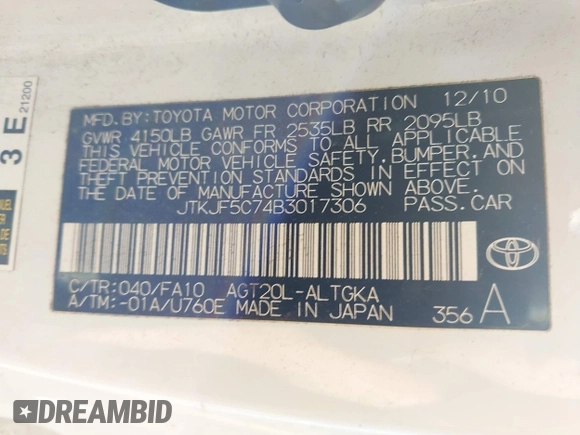 MFD.BY:TOYOTA MOTOR CORPORATION 12/10
GVWR 4150LB GAWR FR 2535LB RR 2095LB
THIS VEHICLE CONFORMS TO ALL APPLICABLE
FEDERAL MOTOR VEHICLE SAFETY,BUMPER,AND
THEFT PREVENTION STANDARDS IN EFFECT ON
THE DATE OF MANUFACTURE SHOWN ABOVE.
JTKJF5C74B3017306 PASS.CAR
C/TR:040/FA10 AGT20L-ALTGKA
A/TM:-01A/U760E MADE IN JAPAN 356 A
TOYOTA
3 E
21200
DREAMBID